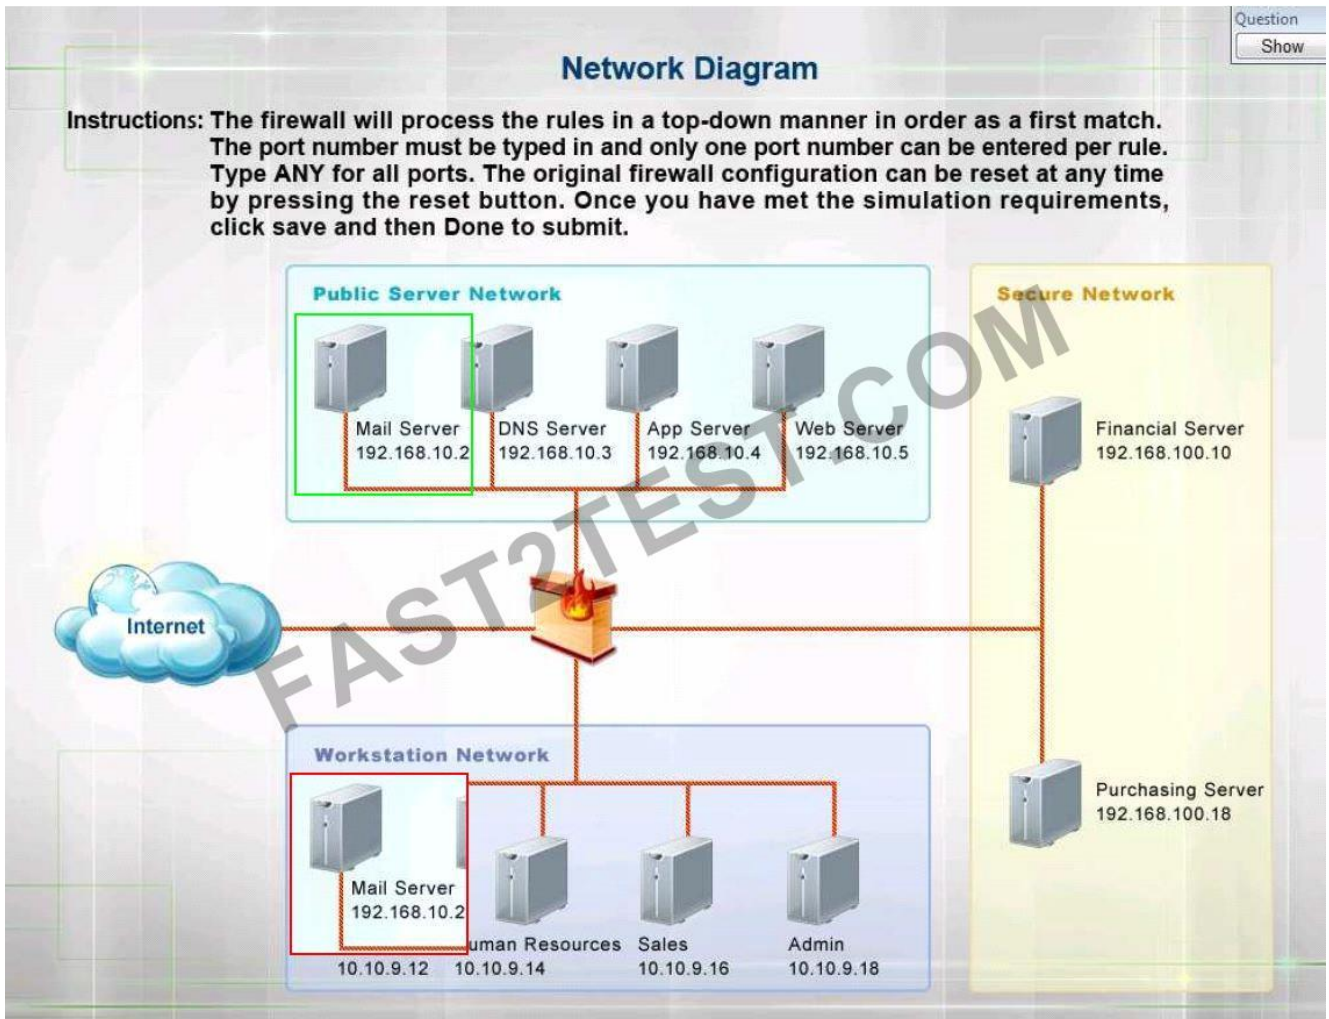 Question
Show
Network Diagram
Instructions: The firewall will process the rules in a top-down manner in order as a first match.
The port number must be typed in and only one port number can be entered per rule.
Type ANY for all ports. The original firewall configuration can be reset at any time
by pressing the reset button. Once you have met the simulation requirements,
click save and then Done to submit.
Public Server Network
Mail Server
192.168.10.2
DNS Server
192.168.10.3
App Server
192.168.10.4
Web Server
192.168.10.5
Secure Network
Financial Server
192.168.100.10
Purchasing Server
192.168.100.18
Internet
FAST2TEST.COM
Workstation Network
Mail Server
192.168.10.2
10.10.9.12
uman Resources
10.10.9.14
Sales
10.10.9.16
Admin
10.10.9.18